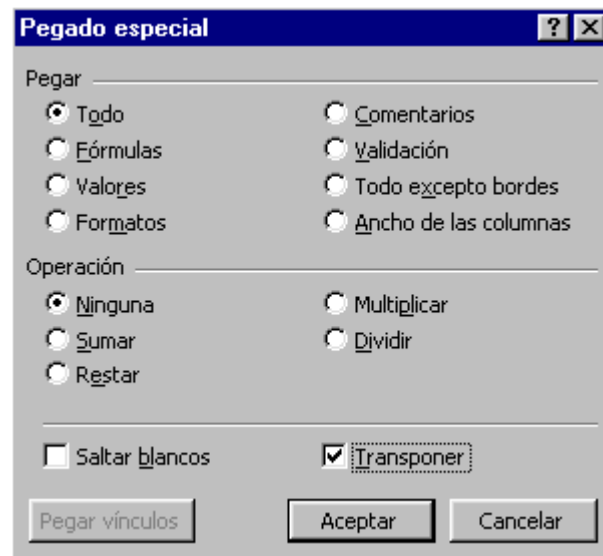 Pegado especial
Pegar
Todo Comentarios
Fórmulas Validación
Valores Todo excepto bordes
Formatos Ancho de las columnas
Operación
Ninguna Multiplicar
Sumar Dividir
Restar
Saltar blancos Transponer
Pegar vínculos Aceptar Cancelar